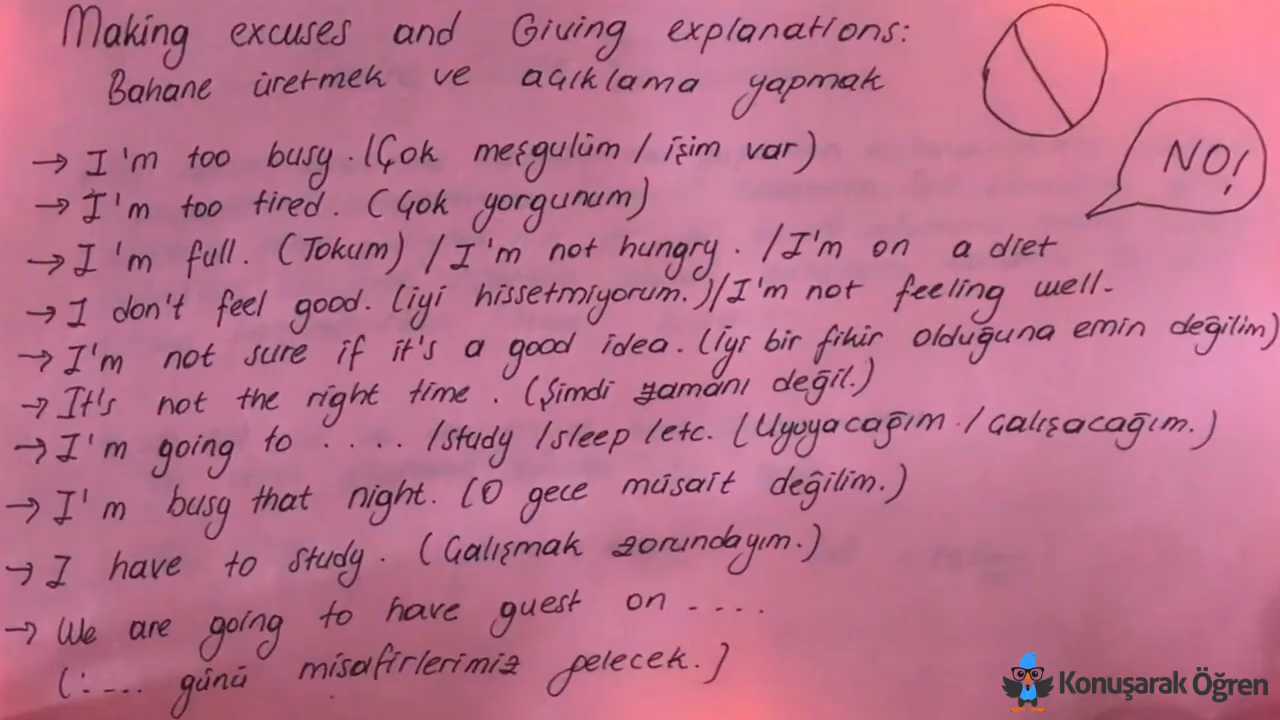 Making excuses and Giving explanations:
Bahane üretmek ve açıklama yapmak
→ I'm too busy. (Çok meşgulüm / işim var)
→ I'm too tired. (Çok yorgunum)
→ I'm full. (Tokum) / I'm not hungry. / I'm on a diet
→ I don't feel good. (iyi hissetmiyorum.) / I'm not feeling well.
→ I'm not sure if it's a good idea. (İyi bir fikir olduğuna emin değilim)
→ It's not the right time. (Şimdi zamanı değil.)
→ I'm going to ..... /study /sleep /etc. (Uyuyacağım. / Çalışacağım.)
→ I'm busy that night. (O gece müsait değilim.)
→ I have to study. (Çalışmak zorundayım.)
→ We are going to have guest on ....
(..... günü misafirlerimiz gelecek.)
NO!
Konuşarak Öğren